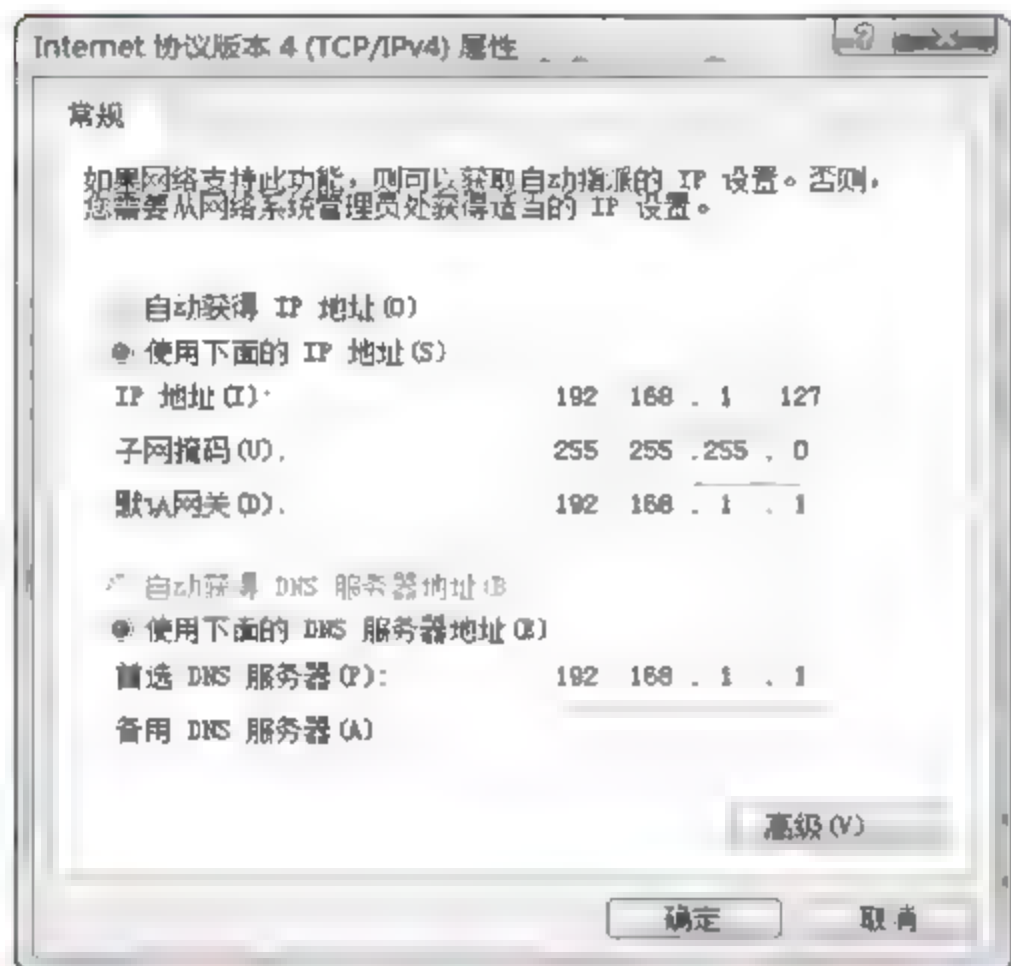 Internet 协议版本 4 (TCP/IPv4) 属性
常规
如果网络支持此功能，则可以获取自动指派的 IP 设置。否则，
您需要从网络系统管理员处获得适当的 IP 设置。
自动获得 IP 地址(O)
使用下面的 IP 地址(S)
IP 地址(I):
192 168 . 1 127
子网掩码(U).
255 255 .255 . 0
默认网关(D).
192 168 . 1 . 1
自动获得 DNS 服务器地址(B
使用下面的 DNS 服务器地址(E)
首选 DNS 服务器(P):
192 168 . 1 . 1
备用 DNS 服务器(A)
高级(V)
确定
取消